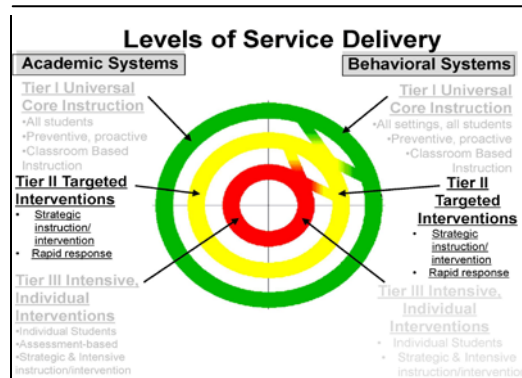 Levels of Service Delivery
Academic Systems
Tier I Universal
Core Instruction
•All students
•Preventive, proactive
•Classroom Based
Instruction
Tier II Targeted
Interventions
• Strategic
instruction/
intervention
• Rapid response
Tier III Intensive,
Individual
Interventions
•Individual Students
•Assessment-based
•Strategic & Intensive
instruction/intervention
Behavioral Systems
Tier I Universal
Core Instruction
•All settings, all students
•Preventive, proactive
•Classroom Based
Instruction
Tier II
Targeted
Interventions
• Strategic
instruction/
intervention
• Rapid response
Tier III Intensive,
Individual
Interventions
• Individual Students
• Strategic & Intensive
instruction/intervention